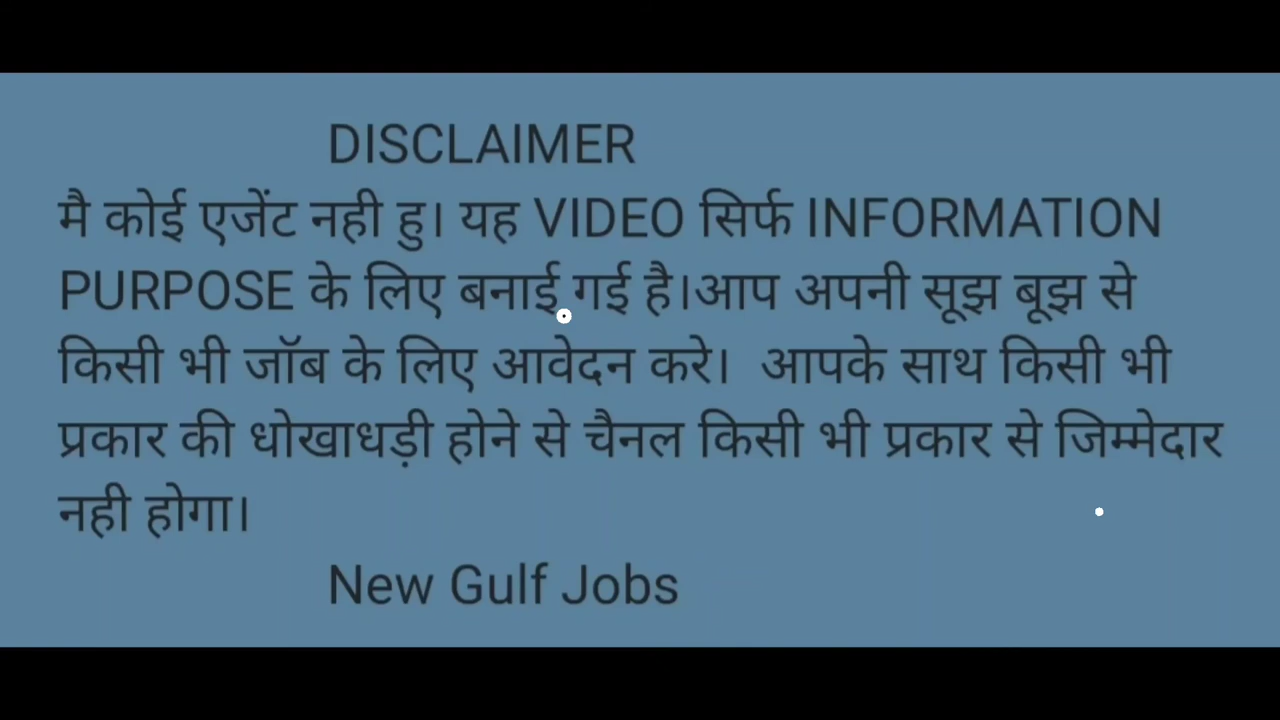 DISCLAIMER
मै कोई एजेंट नही हु। यह VIDEO सिर्फ INFORMATION
PURPOSE के लिए बनाई गई है।आप अपनी सूझ बूझ से
किसी भी जॉब के लिए आवेदन करे। आपके साथ किसी भी
प्रकार की धोखाधड़ी होने से चैनल किसी भी प्रकार से जिम्मेदार
नही होगा।
New Gulf Jobs